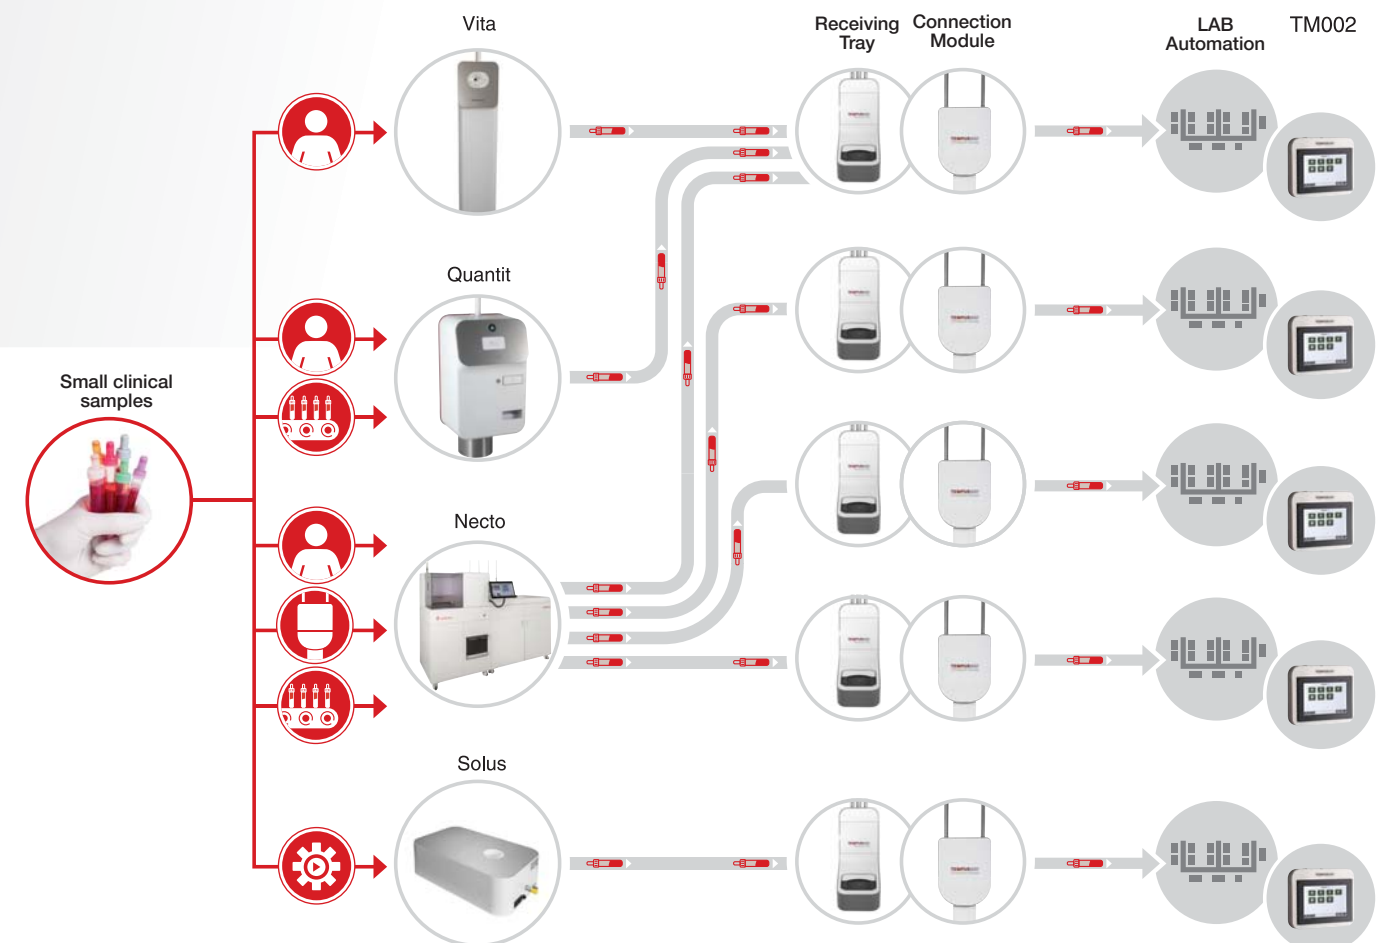 Vita
Receiving
Tray
Connection
Module
LAB
Automation
TM002
Quantit
Small clinical
samples
Necto
Solus